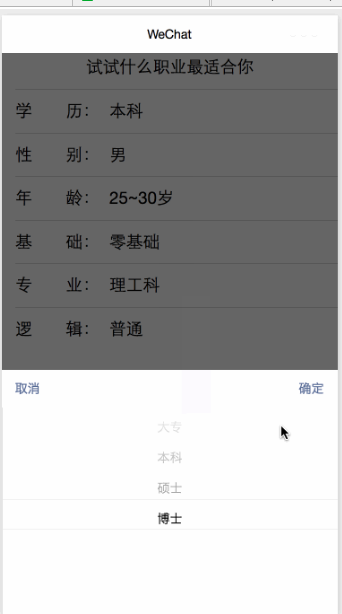 WeChat
试试什么职业最适合你
学 历： 本科
性 别： 男
年 龄： 25~30岁
基 础： 零基础
专 业： 理工科
逻 辑： 普通
取消 确定
大专
本科
硕士
博士